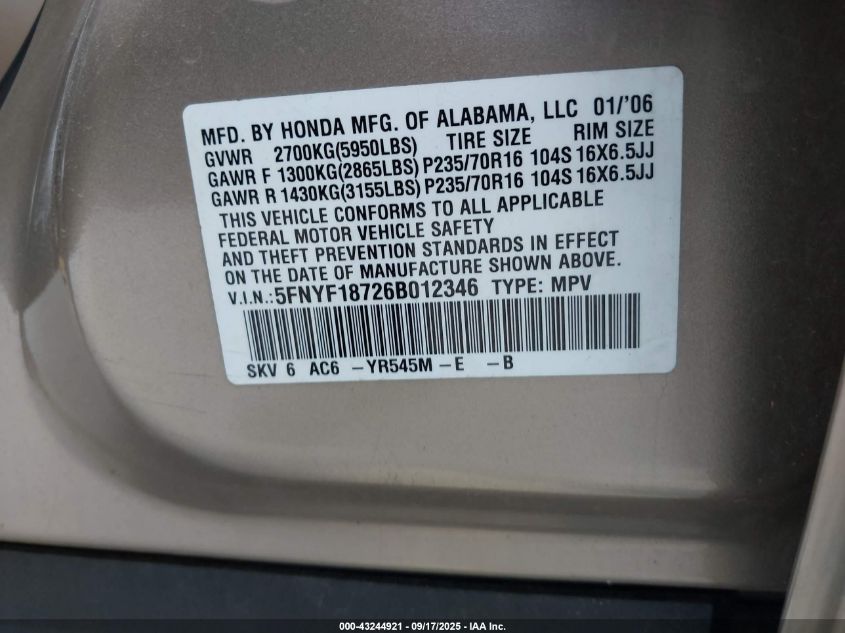 MFD. BY HONDA MFG. OF ALABAMA, LLC 01/'06
GVWR 2700KG(5950LBS) TIRE SIZE RIM SIZE
GAWR F 1300KG(2865LBS) P235/70R16 104S 16X6.5JJ
GAWR R 1430KG(3155LBS) P235/70R16 104S 16X6.5JJ
THIS VEHICLE CONFORMS TO ALL APPLICABLE
FEDERAL MOTOR VEHICLE SAFETY
AND THEFT PREVENTION STANDARDS IN EFFECT
ON THE DATE OF MANUFACTURE SHOWN ABOVE.
V.I.N.:5FNYF18726B012346 TYPE: MPV
SKV 6 AC6 -YR545M-E -B
000-43244921 - 09/17/2025 - IAA Inc.